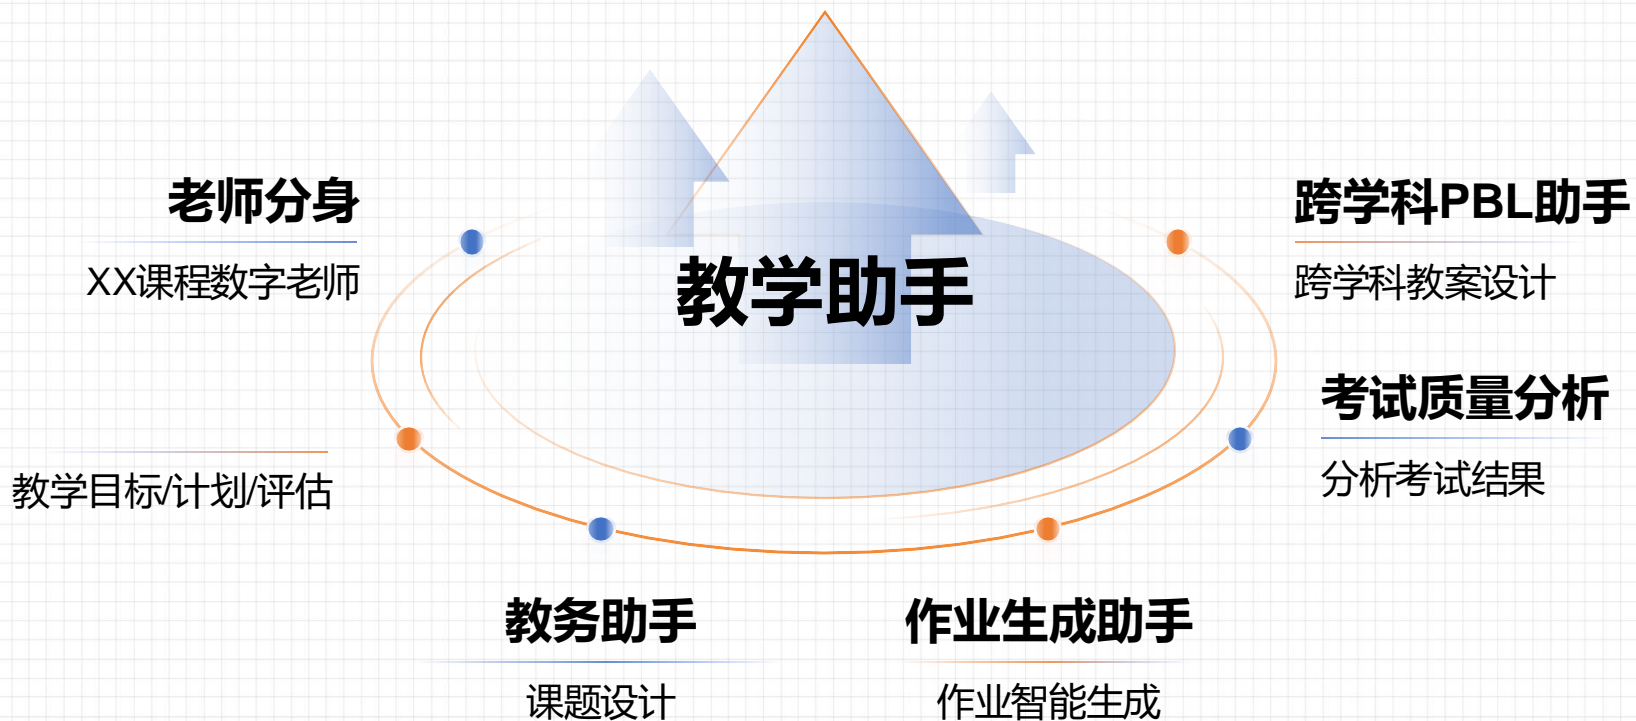 教学助手
老师分身
XX课程数字老师
教学目标/计划/评估
教务助手
课题设计
作业生成助手
作业智能生成
考试质量分析
分析考试结果
跨学科PBL助手
跨学科教案设计